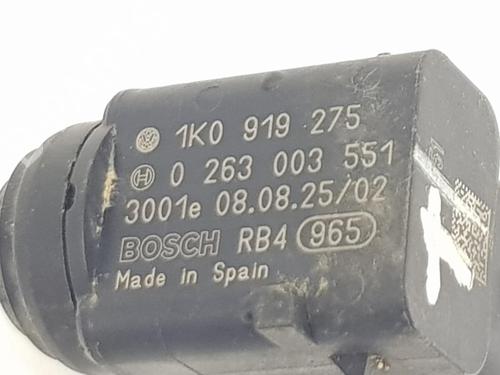 1K0 919 275
0 263 003 551
3001e 08.08.25/02
BOSCH RB4 965
Made in Spain